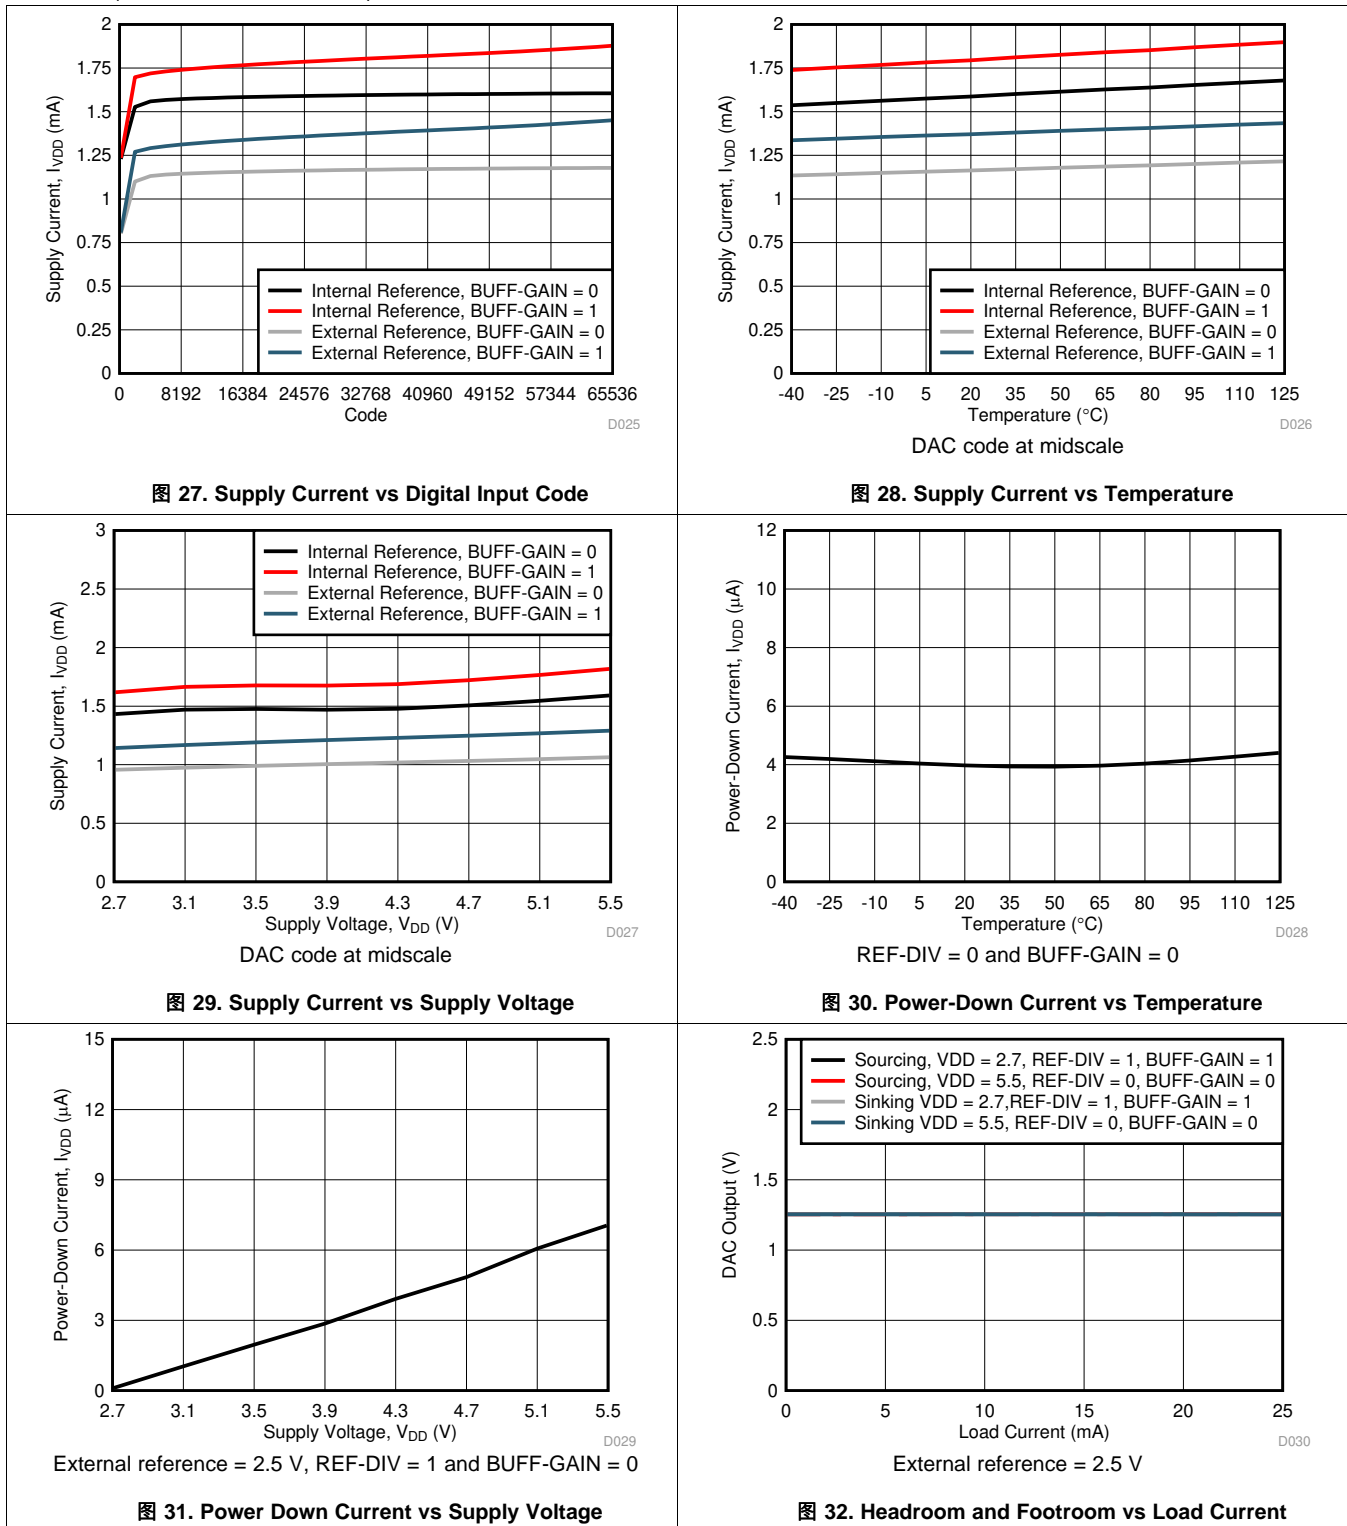 2
1.75
1.5
1.25
1
0.75
0.5
0.25
0
Supply Current, IVDD (mA)
Internal Reference, BUFF-GAIN = 0
Internal Reference, BUFF-GAIN = 1
External Reference, BUFF-GAIN = 0
External Reference, BUFF-GAIN = 1
0 8192 16384 24576 32768 40960 49152 57344 65536
Code
D025
图 27. Supply Current vs Digital Input Code
2
1.75
1.5
1.25
1
0.75
0.5
0.25
0
Supply Current, IVDD (mA)
Internal Reference, BUFF-GAIN = 0
Internal Reference, BUFF-GAIN = 1
External Reference, BUFF-GAIN = 0
External Reference, BUFF-GAIN = 1
-40 -25 -10 5 20 35 50 65 80 95 110 125
Temperature (°C)
D026
DAC code at midscale
图 28. Supply Current vs Temperature
3
2.5
2
1.5
1
0.5
0
Supply Current, IVDD (mA)
Internal Reference, BUFF-GAIN = 0
Internal Reference, BUFF-GAIN = 1
External Reference, BUFF-GAIN = 0
External Reference, BUFF-GAIN = 1
2.7 3.1 3.5 3.9 4.3 4.7 5.1 5.5
Supply Voltage, VDD (V)
D027
DAC code at midscale
图 29. Supply Current vs Supply Voltage
12
10
8
6
4
2
0
Power-Down Current, IVDD (μA)
-40 -25 -10 5 20 35 50 65 80 95 110 125
Temperature (°C)
D028
REF-DIV = 0 and BUFF-GAIN = 0
图 30. Power-Down Current vs Temperature
15
12
9
6
3
0
Power-Down Current, IVDD (μA)
2.7 3.1 3.5 3.9 4.3 4.7 5.1 5.5
Supply Voltage, VDD (V)
D029
External reference = 2.5 V, REF-DIV = 1 and BUFF-GAIN = 0
图 31. Power Down Current vs Supply Voltage
2.5
2
1.5
1
0.5
0
DAC Output (V)
Sourcing, VDD = 2.7, REF-DIV = 1, BUFF-GAIN = 1
Sourcing, VDD = 5.5, REF-DIV = 0, BUFF-GAIN = 0
Sinking VDD = 2.7,REF-DIV = 1, BUFF-GAIN = 1
Sinking VDD = 5.5, REF-DIV = 0, BUFF-GAIN = 0
0 5 10 15 20 25
Load Current (mA)
D030
External reference = 2.5 V
图 32. Headroom and Footroom vs Load Current